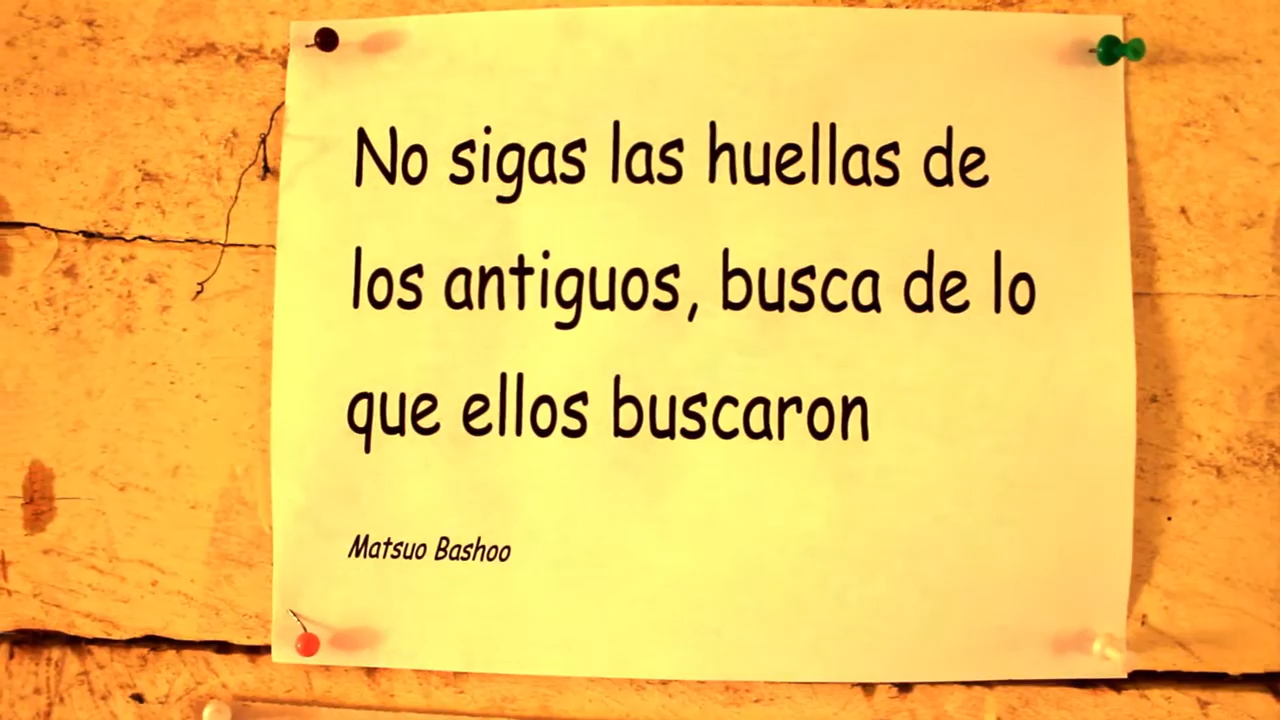 No sigas las huellas de
los antiguos, busca de lo
que ellos buscaron
Matsuo Bashoo